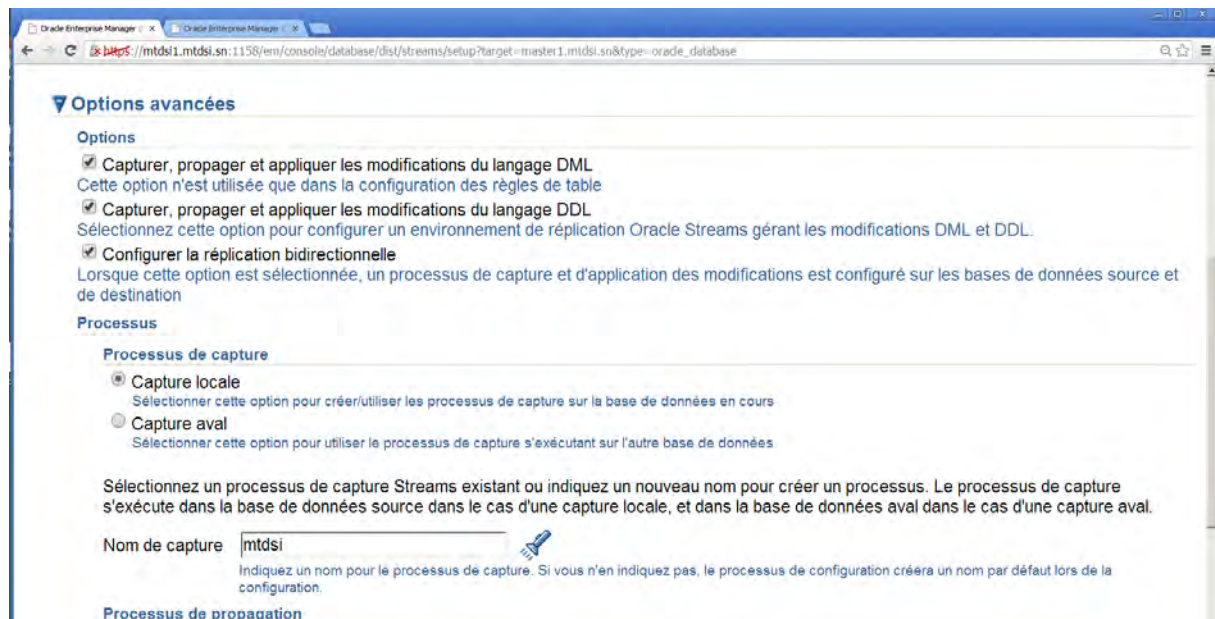 Oracle Enterprise Manager
Oracle Enterprise Manager
https://mtdsi1.mtdsi.sn:1158/em/console/database/dist/streams/setup?target=master1.mtdsi.sn&type=oracle_database
Options avancées
Options
Capturer, propager et appliquer les modifications du langage DML
Cette option n'est utilisée que dans la configuration des règles de table
Capturer, propager et appliquer les modifications du langage DDL
Sélectionnez cette option pour configurer un environnement de réplication Oracle Streams gérant les modifications DML et DDL.
Configurer la réplication bidirectionnelle
Lorsque cette option est sélectionnée, un processus de capture et d'application des modifications est configuré sur les bases de données source et
de destination
Processus
Processus de capture
Capture locale
Sélectionner cette option pour créer/utiliser les processus de capture sur la base de données en cours
Capture aval
Sélectionner cette option pour utiliser le processus de capture s'exécutant sur l'autre base de données
Sélectionnez un processus de capture Streams existant ou indiquez un nouveau nom pour créer un processus. Le processus de capture
s'exécute dans la base de données source dans le cas d'une capture locale, et dans la base de données aval dans le cas d'une capture aval.
Nom de capture mtdsi
Indiquez un nom pour le processus de capture. Si vous n'en indiquez pas, le processus de configuration créera un nom par défaut lors de la
configuration.
Processus de propagation